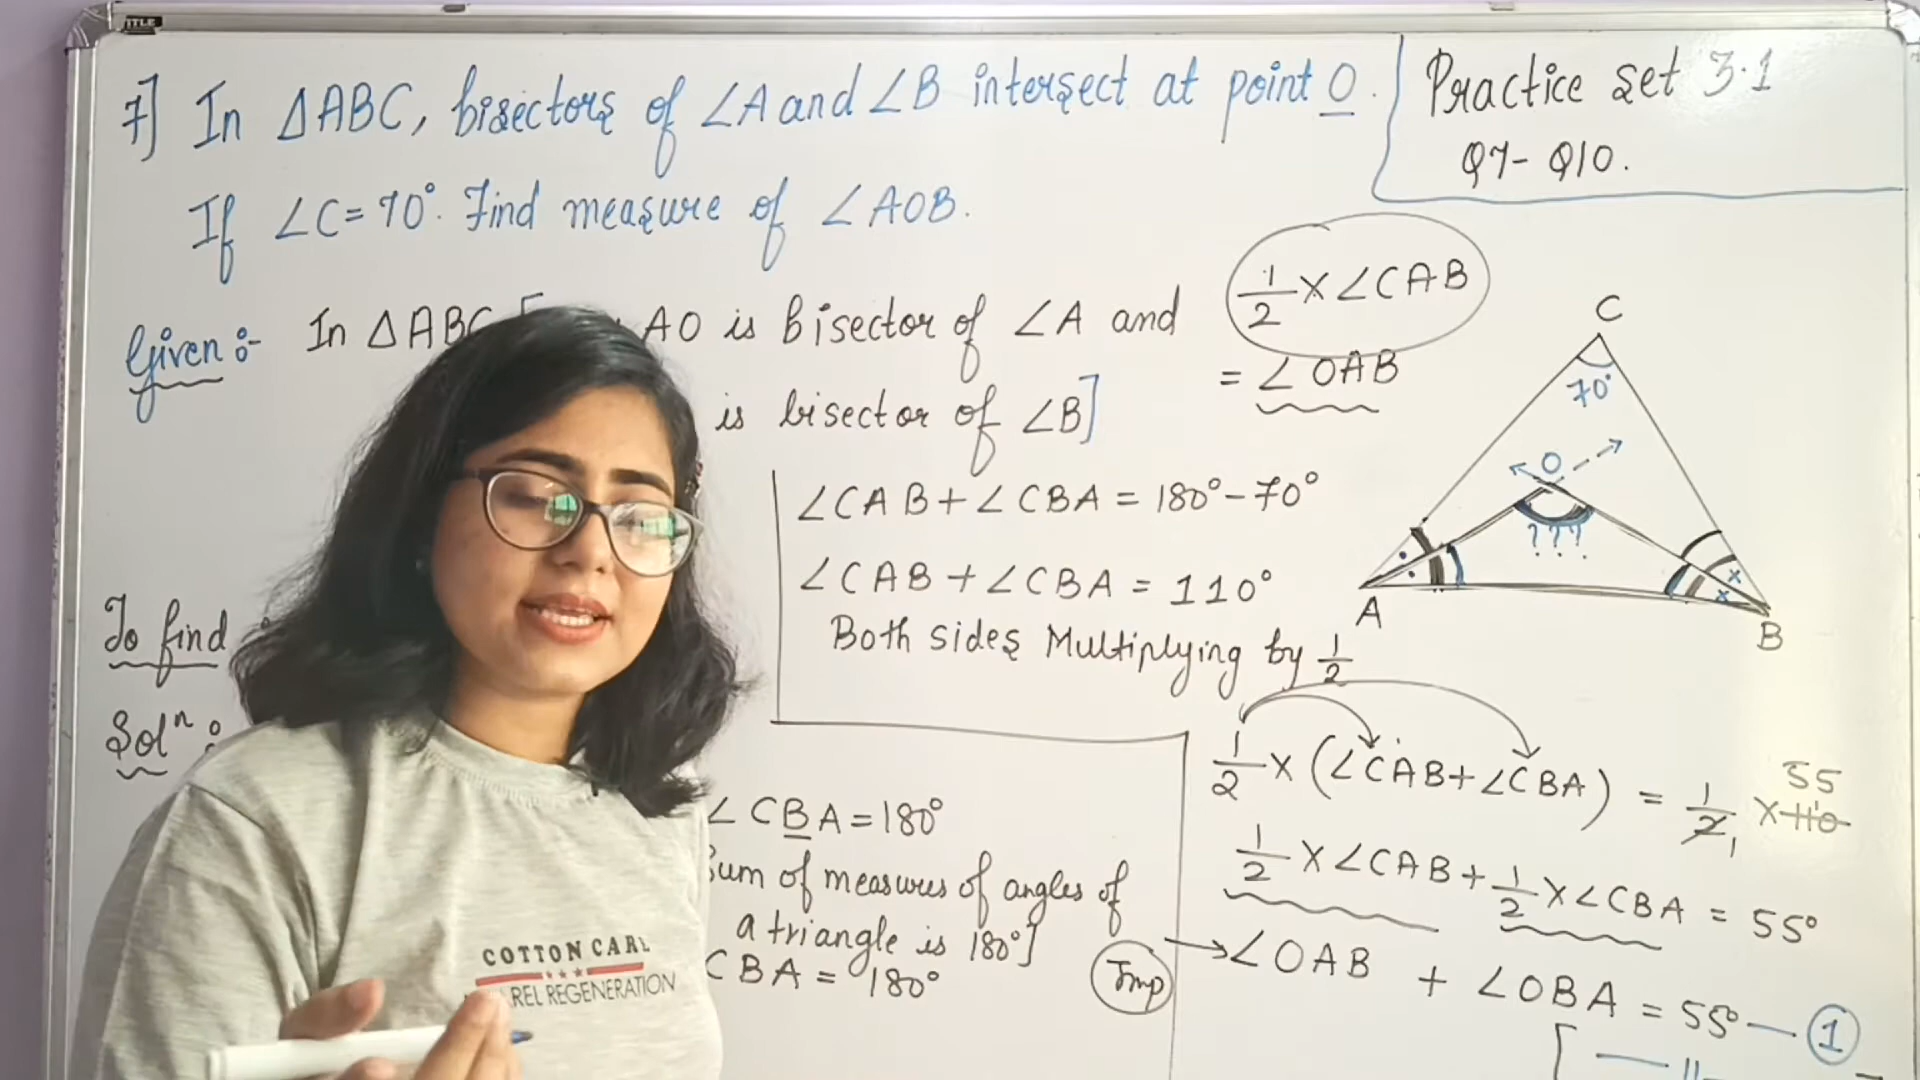 7] In △ABC, bisectors of ∠A and ∠B intersect at point O.
If ∠C = 70°. Find measure of ∠AOB.
Practice set 3.1
Q7- Q10.
Given :- In △ABC [ AO is bisector of ∠A and
is bisector of ∠B]
1/2 × ∠CAB
= ∠OAB
C
70°
O
???
A
B
∠CAB + ∠CBA = 180° - 70°
∠CAB + ∠CBA = 110°
Both sides Multiplying by 1/2
To find
Solⁿ :
∠CBA = 180°
Sum of measures of angles of
a triangle is 180°]
CBA = 180°
1/2 × (∠CAB + ∠CBA) = 1/2 × 110
55
1
1/2 × ∠CAB + 1/2 × ∠CBA = 55°
Imp → ∠OAB + ∠OBA = 55° — 1
TITLE
COTTON CARL
REL REGENERATION